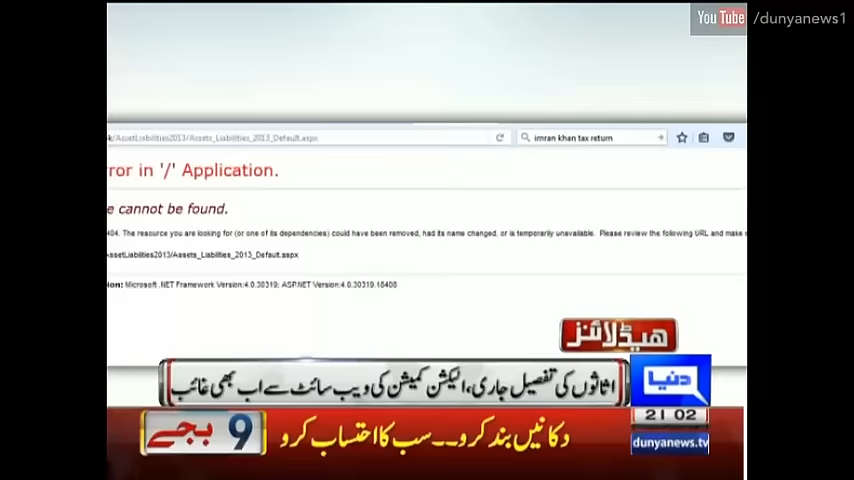 YouTube /dunyanews1
k/AssetLiabilities2013/Assets_Liabilities_2013_Default.aspx
imran khan tax return
rror in '/' Application.
e cannot be found.
404. The resource you are looking for (or one of its dependencies) could have been removed, had its name changed, or is temporarily unavailable. Please review the following URL and make
AssetLiabilities2013/Assets_Liabilities_2013_Default.aspx
ion: Microsoft .NET Framework Version:4.0.30319; ASP.NET Version:4.0.30319.18408
ھیڈلائنز
اثاثوں کی تفصیل جاری، الیکشن کمیشن کی ویب سائٹ سے اب بھی غائب
دنیا
21 02
دکانیں بند کرو۔۔سب کا احتساب کرو
9 بجے
dunyanews.tv